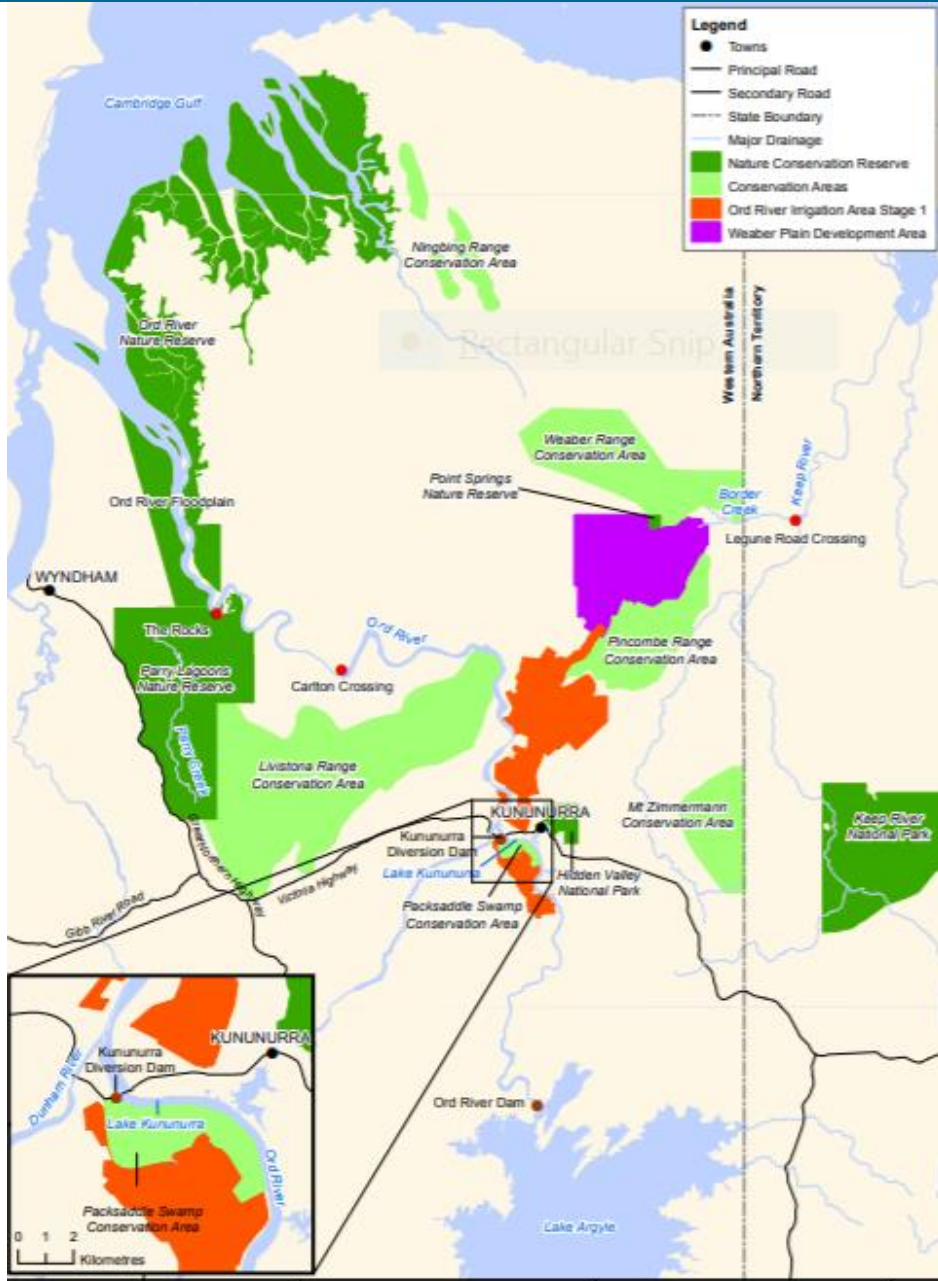 Legend
Towns
Principal Road
Secondary Road
State Boundary
Major Drainage
Nature Conservation Reserve
Conservation Areas
Ord River Irrigation Area Stage 1
Weaber Plain Development Area
Cambridge Gulf
Ningbing Range
Conservation Area
Ord River
Nature Reserve
Rectangular Snip
Western Australia
Northern Territory
Weaber Range
Conservation Area
Point Springs
Nature Reserve
Border
Creek
Keep River
Legune Road Crossing
Ord River Floodplain
WYNDHAM
The Rocks
Ord River
Parry Lagoons
Nature Reserve
Carlton Crossing
Pincombe Range
Conservation Area
Parry Creek
Livistona Range
Conservation Area
Mt Zimmermann
Conservation Area
Keep River
National Park
KUNUNURRA
Kununurra
Diversion Dam
Lake Kununurra
Hidden Valley
National Park
Great Northern Highway
Victoria Highway
Gibb River Road
Packsaddle Swamp
Conservation Area
KUNUNURRA
Kununurra
Diversion Dam
Dunham River
Lake Kununurra
Ord River
Packsaddle Swamp
Conservation Area
0 1 2
Kilometres
Ord River Dam
Lake Argyle